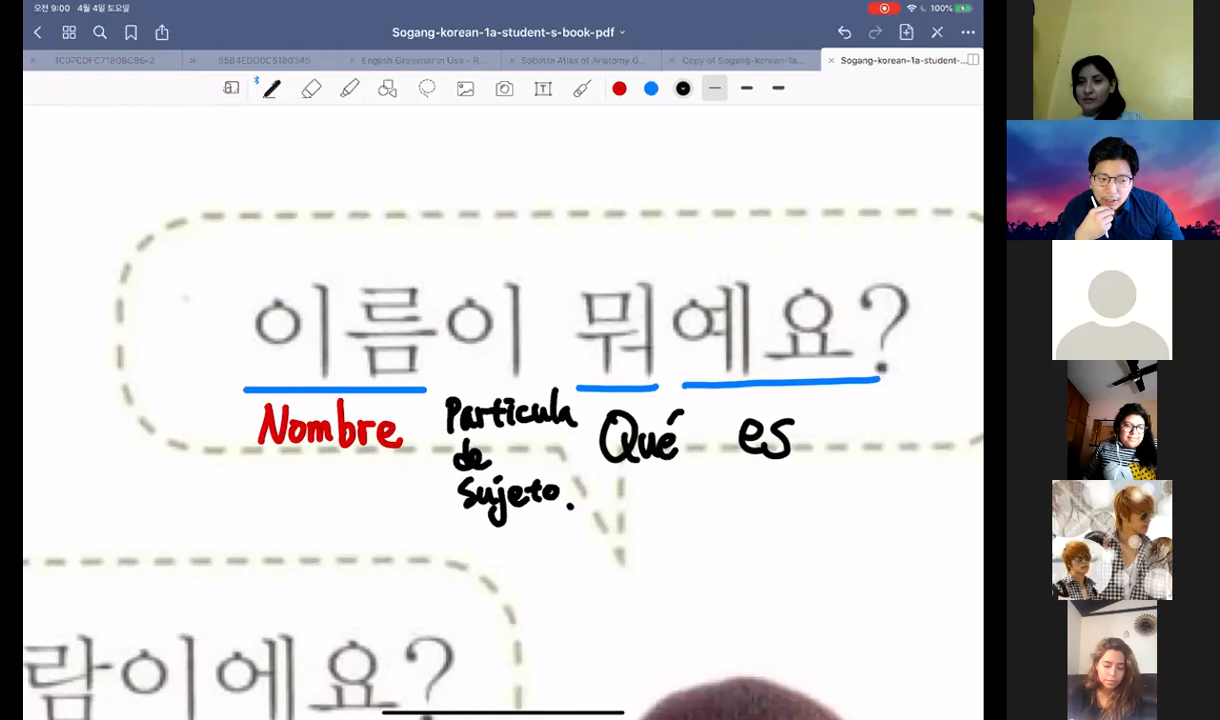 오전 9:00 4월 4일 토요일
100%
Sogang-korean-1a-student-s-book-pdf
1C97CDFC71808C96-2
English Grammar in Use - R...
Sobotta Atlas of Anatomy G...
Copy of Sogang-korean-1a...
Sogang-korean-1a-student-...
이름이 뭐예요?
Nombre Particula Qué es
de
sujeto.
람이에요?